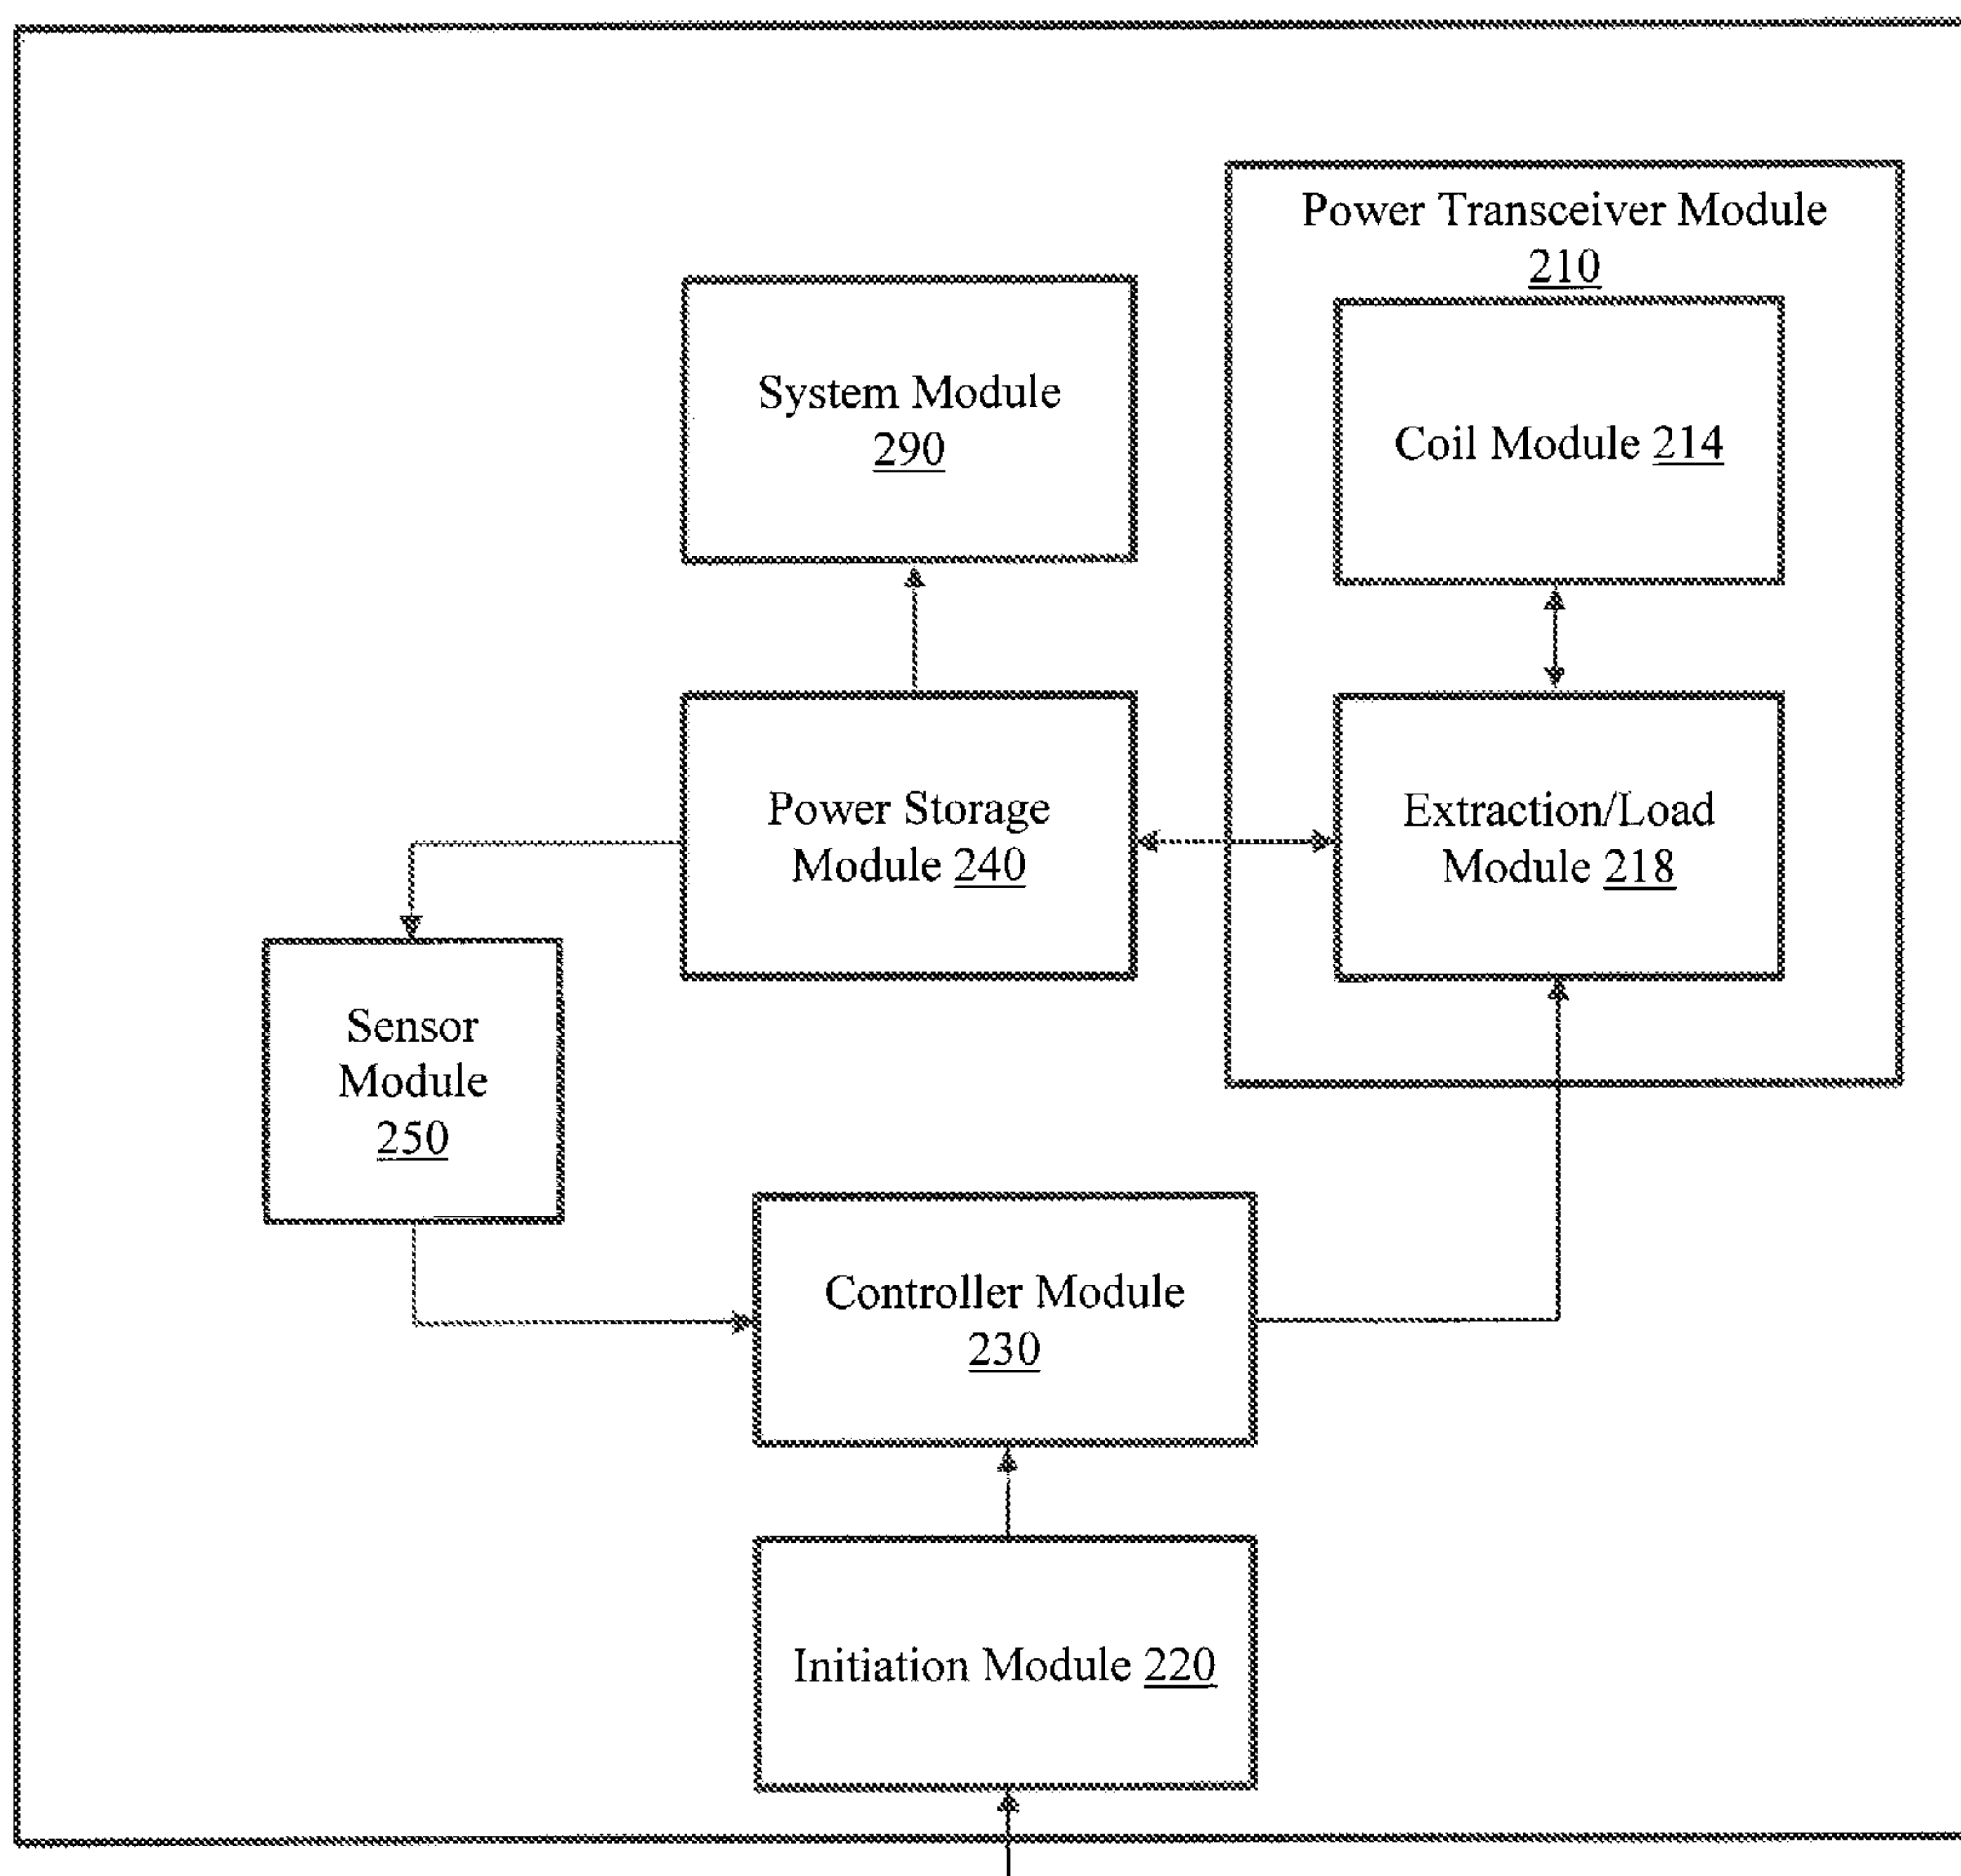 Power Transceiver Module
210
System Module
290
Coil Module 214
Power Storage
Module 240
Extraction/Load
Module 218
Sensor
Module
250
Controller Module
230
Initiation Module 220